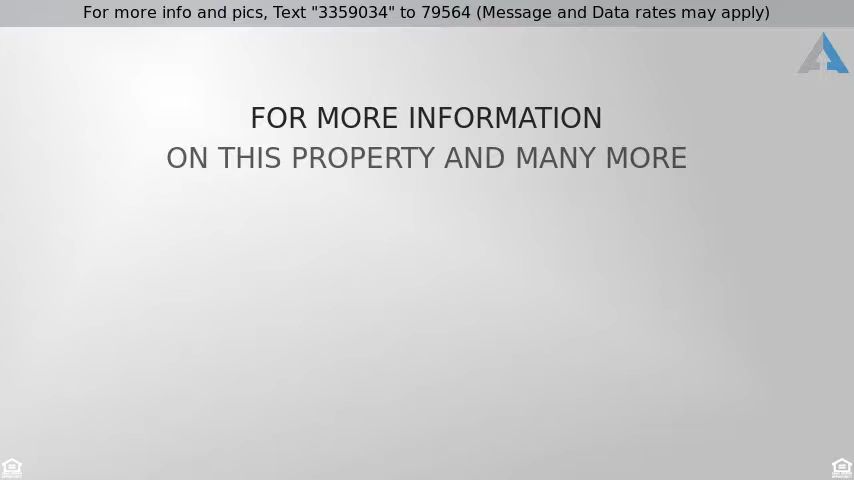 For more info and pics, Text "3359034" to 79564 (Message and Data rates may apply)
FOR MORE INFORMATION
ON THIS PROPERTY AND MANY MORE